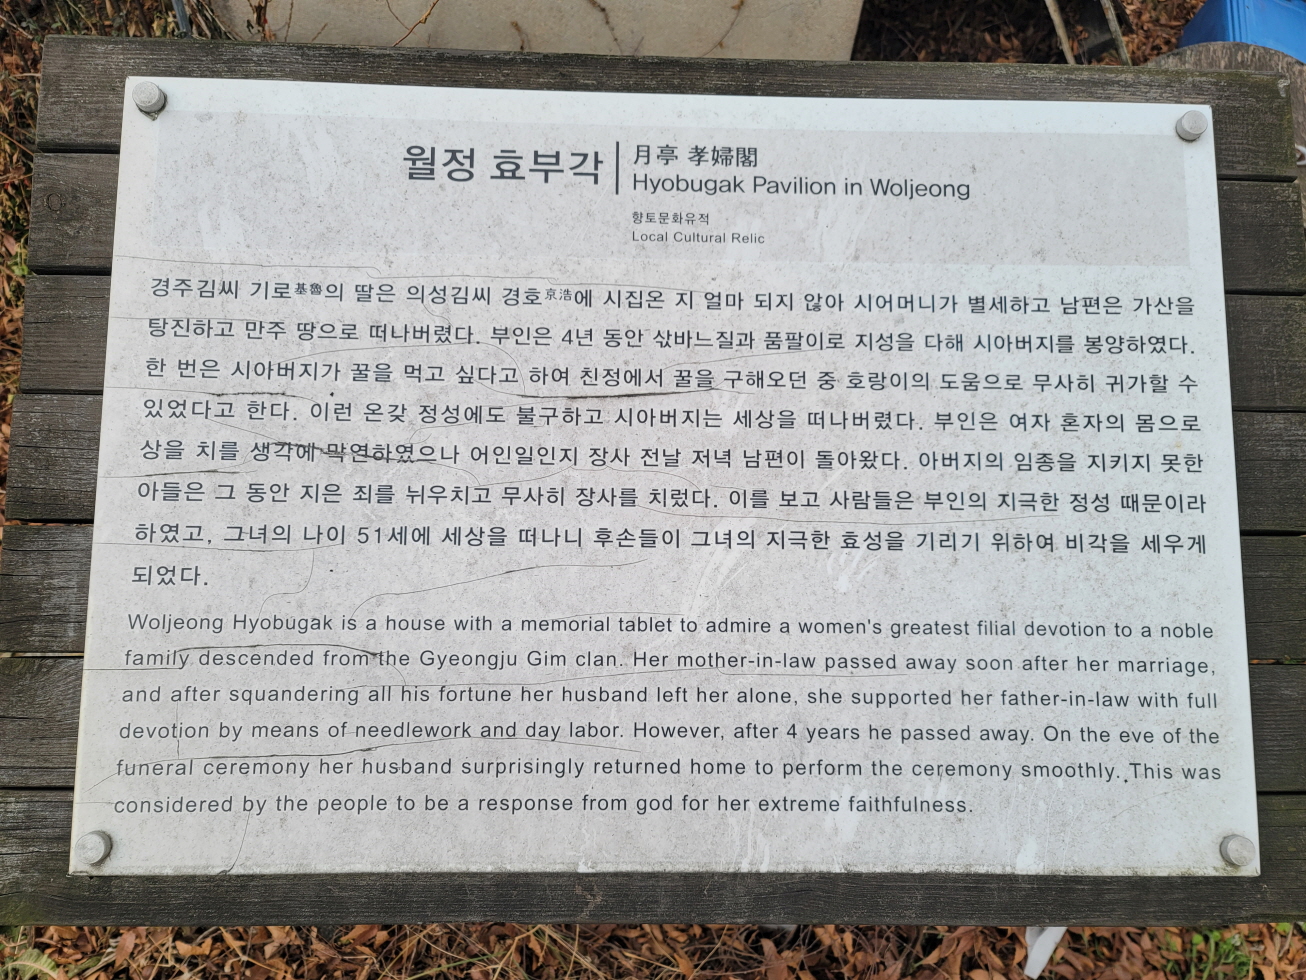 월정 효부각
月亭 孝婦閣
Hyobugak Pavilion in Woljeong
향토문화유적
Local Cultural Relic
경주김씨 기로基魯의 딸은 의성김씨 경호京浩에 시집온 지 얼마 되지 않아 시어머니가 별세하고 남편은 가산을
탕진하고 만주 땅으로 떠나버렸다. 부인은 4년 동안 삯바느질과 품팔이로 지성을 다해 시아버지를 봉양하였다.
한 번은 시아버지가 꿀을 먹고 싶다고 하여 친정에서 꿀을 구해오던 중 호랑이의 도움으로 무사히 귀가할 수
있었다고 한다. 이런 온갖 정성에도 불구하고 시아버지는 세상을 떠나버렸다. 부인은 여자 혼자의 몸으로
상을 치를 생각에 막연하였으나 어인일인지 장사 전날 저녁 남편이 돌아왔다. 아버지의 임종을 지키지 못한
아들은 그 동안 지은 죄를 뉘우치고 무사히 장사를 치렀다. 이를 보고 사람들은 부인의 지극한 정성 때문이라
하였고, 그녀의 나이 51세에 세상을 떠나니 후손들이 그녀의 지극한 효성을 기리기 위하여 비각을 세우게
되었다.
Woljeong Hyobugak is a house with a memorial tablet to admire a women's greatest filial devotion to a noble
family descended from the Gyeongju Gim clan. Her mother-in-law passed away soon after her marriage,
and after squandering all his fortune her husband left her alone, she supported her father-in-law with full
devotion by means of needlework and day labor. However, after 4 years he passed away. On the eve of the
funeral ceremony her husband surprisingly returned home to perform the ceremony smoothly. This was
considered by the people to be a response from god for her extreme faithfulness.